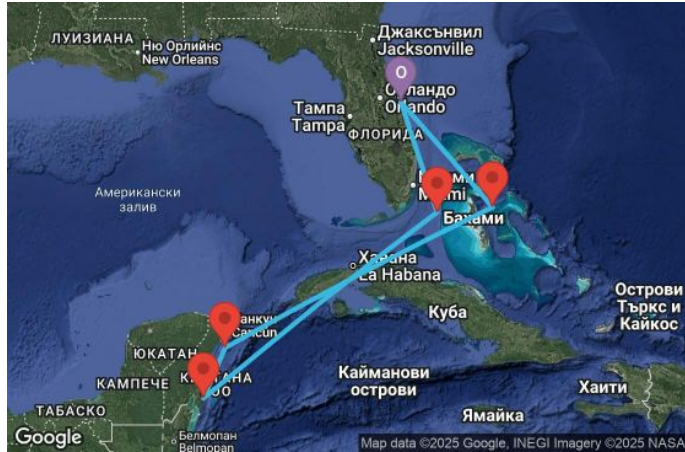 ЛУИЗИАНА
Ню Орлийнс
New Orleans
Джаксънвил
Jacksonville
O
Орландо
Orlando
Тампа
Tampa
ФЛОРИДА
Miami
Американски
залив
Бахами
Хавана
La Habana
Cancún
ЮКАТАН
КАМПЕЧЕ
ТАБАСКО
Куба
Острови
Търкс и
Кайкос
Кайманови
острови
Хаити
Ямайка
Белмопан
Belmopan
Google
Map data ©2025 Google, INEGI Imagery ©2025 NASA